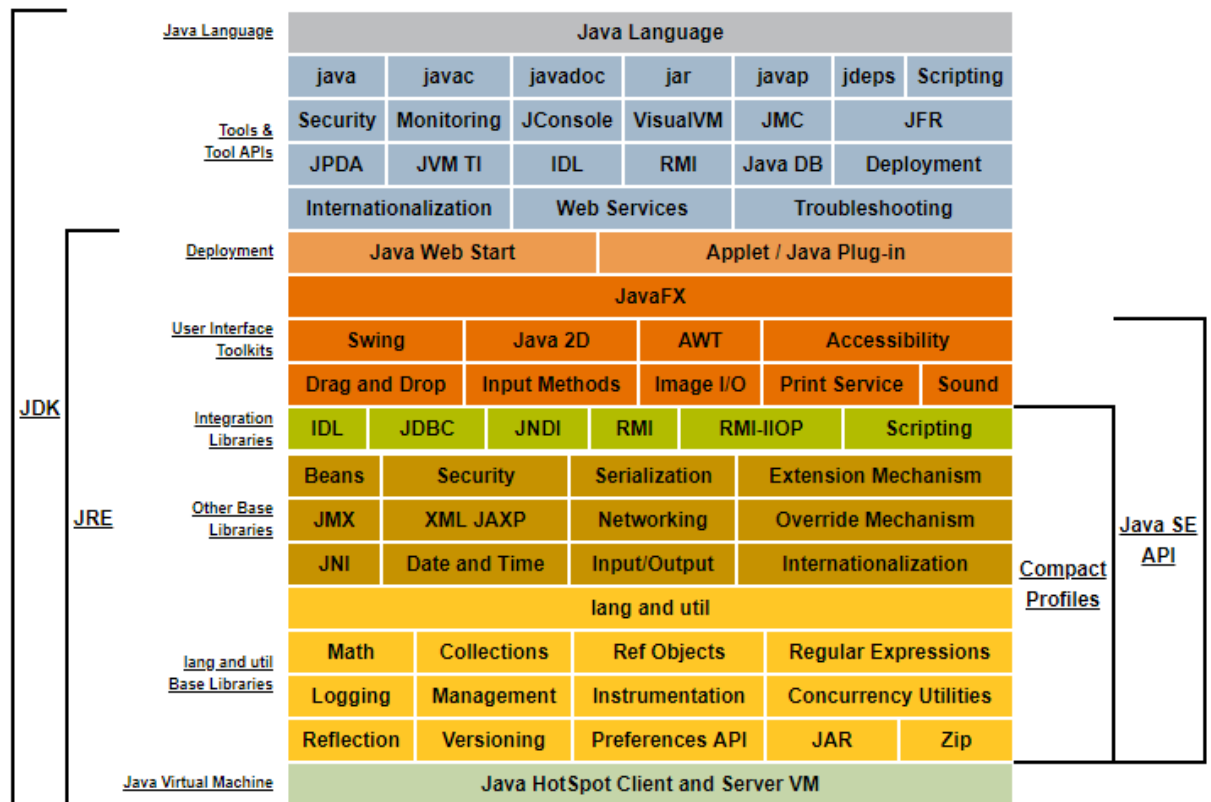 Java Language
Java Language
java javac javadoc jar javap jdeps Scripting
Tools &
Tool APIs
Security Monitoring JConsole VisualVM JMC JFR
JPDA JVM TI IDL RMI Java DB Deployment
Internationalization Web Services Troubleshooting
Deployment
Java Web Start Applet / Java Plug-in
JavaFX
User Interface
Toolkits
Swing Java 2D AWT Accessibility
Drag and Drop Input Methods Image I/O Print Service Sound
Integration
Libraries
IDL JDBC JNDI RMI RMI-IIOP Scripting
Other Base
Libraries
Beans Security Serialization Extension Mechanism
JMX XML JAXP Networking Override Mechanism
JNI Date and Time Input/Output Internationalization
lang and util
Base Libraries
lang and util
Math Collections Ref Objects Regular Expressions
Logging Management Instrumentation Concurrency Utilities
Reflection Versioning Preferences API JAR Zip
Java Virtual Machine
Java HotSpot Client and Server VM
JDK
JRE
Compact
Profiles
Java SE
API